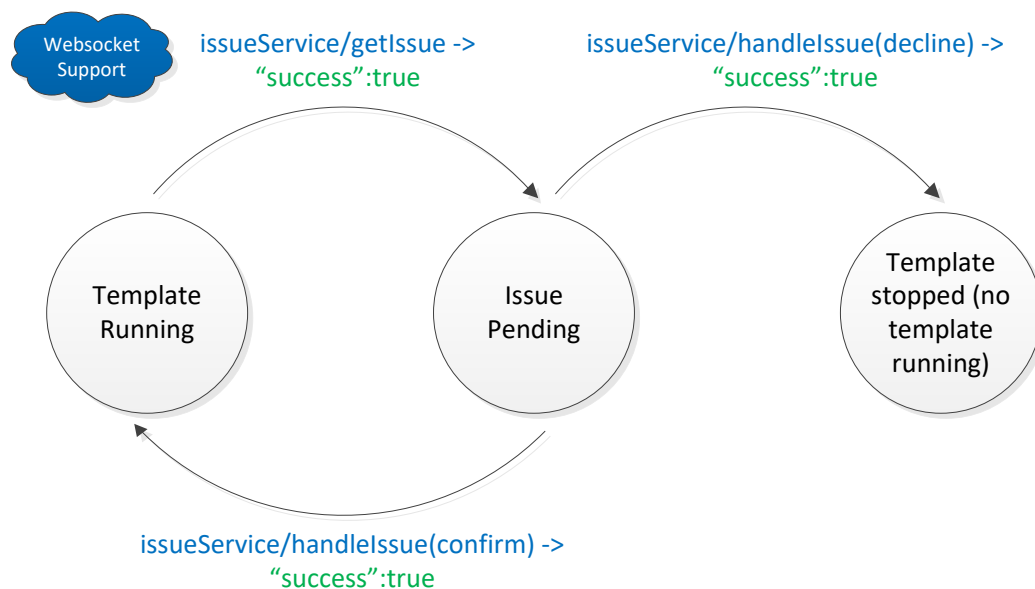 Websocket
Support
issueService/getIssue ->
“success”:true
issueService/handleIssue(decline) ->
“success”:true
Template
Running
Issue
Pending
Template
stopped (no
template
running)
issueService/handleIssue(confirm) ->
“success”:true